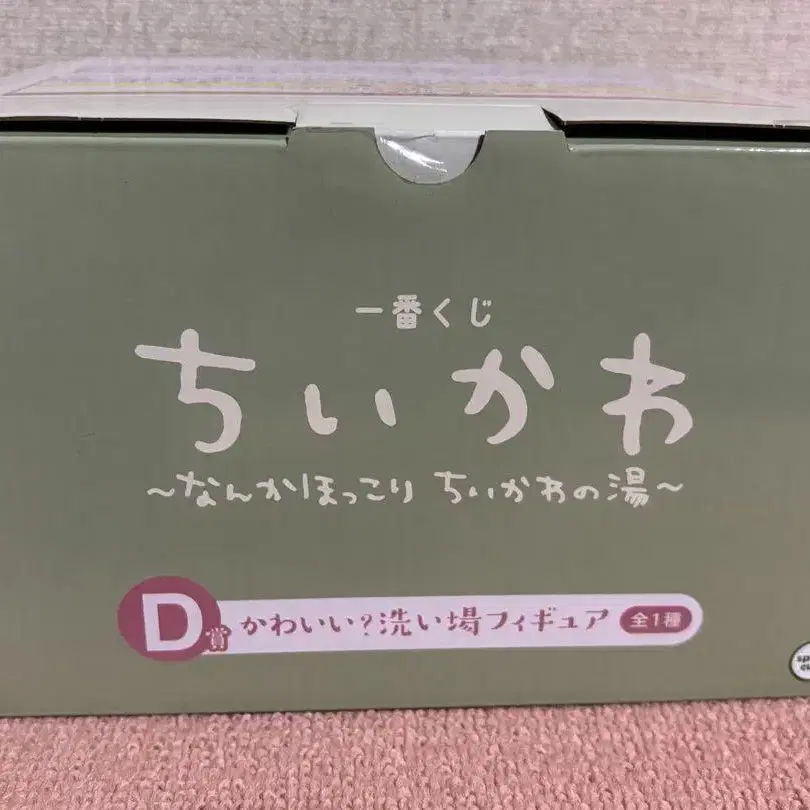 一番くじ
ちいかわ
~なんかほっこり ちいかわの湯~
D賞 かわいい?洗い場フィギュア 全1種